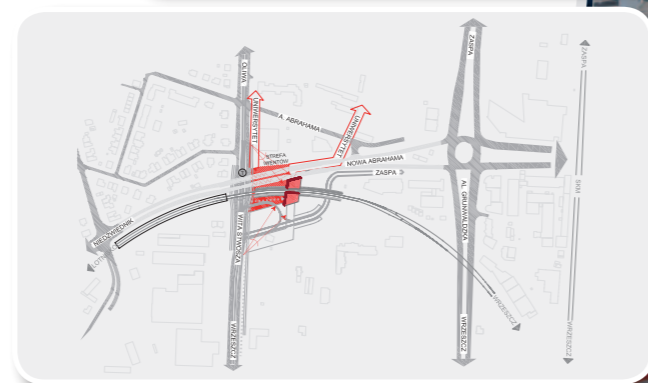 OLIWA
ZASPA
ZASPA
UNIWERSYTET
A. ABRAHAMA
UNIWERSYTET
STREFA
NOWA ABRAHAMA
ZASPA
SKM
NIEDŹWIEDNIK
WITA STWOSZA
AL. GRUNWALDZKA
WRZESZCZ
WRZESZCZ
WRZESZCZ
WRZESZCZ